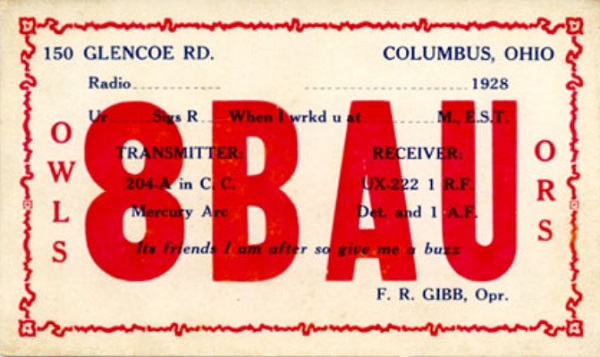 150 GLENCOE RD. COLUMBUS, OHIO
Radio 1928
Ur Sigs R When I wrkd u at M., E.S.T.
OWLS
8BAU
ORS
TRANSMITTER: RECEIVER:
204-A in C. C. UX-222 1 R.F.
Mercury Arc Det. and 1 A.F.
Its friends I am after so give me a buzz
F. R. GIBB, Opr.